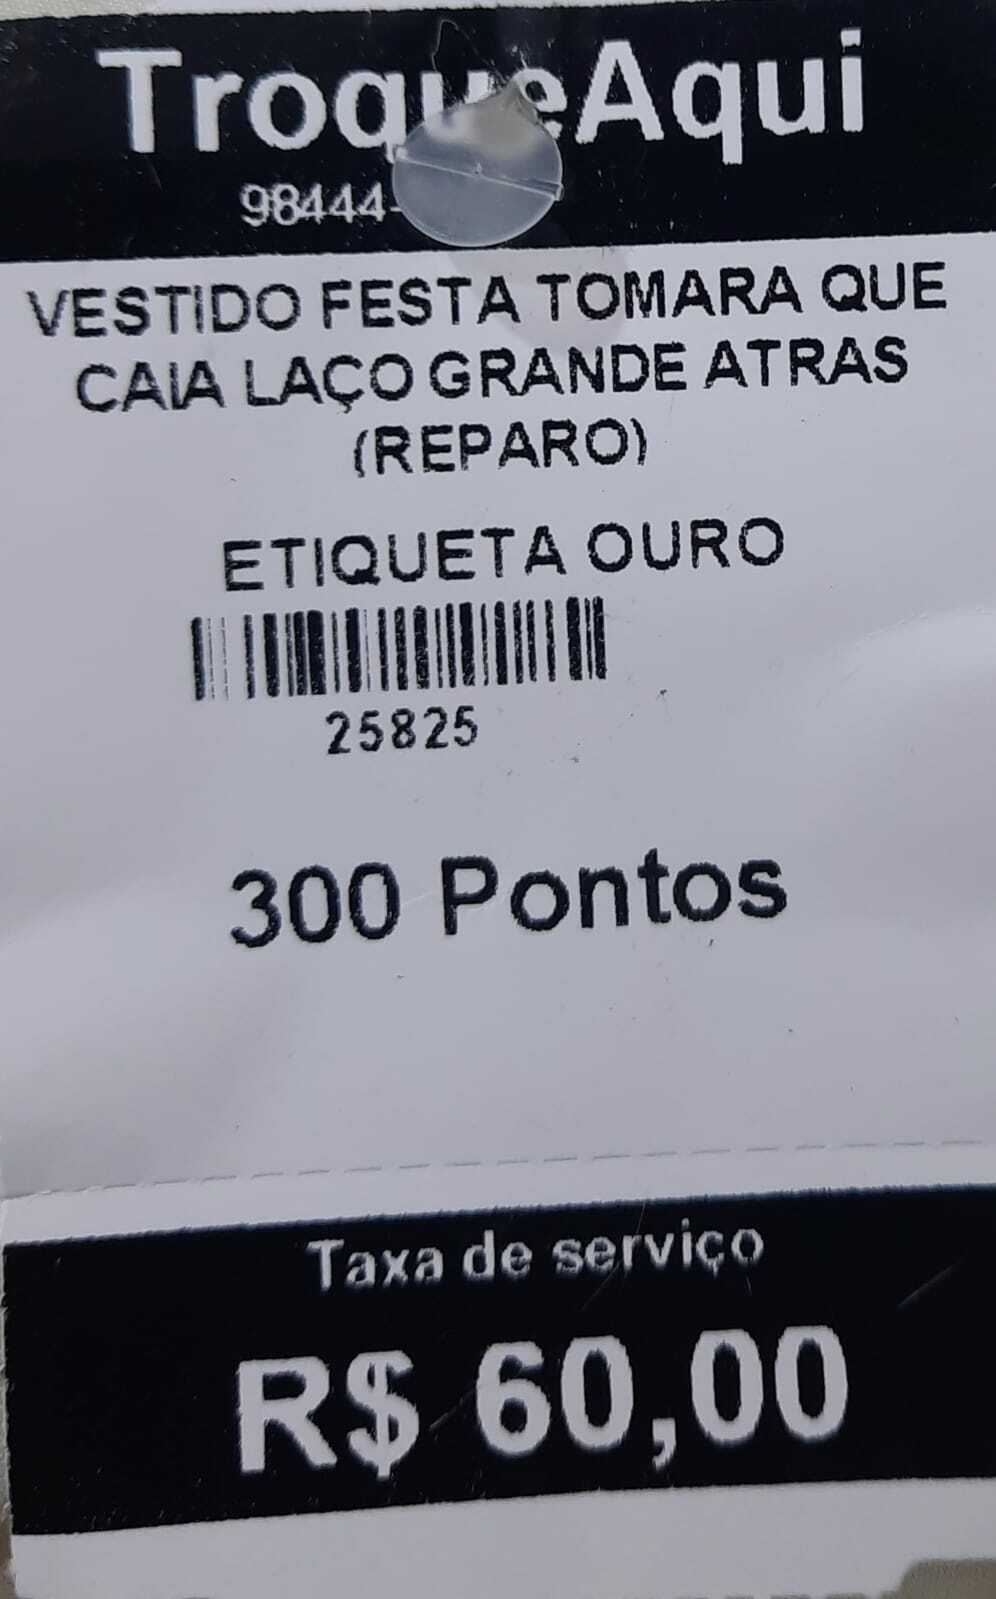 TroqueAqui
98444-
VESTIDO FESTA TOMARA QUE
CAIA LAÇO GRANDE ATRAS
(REPARO)
ETIQUETA OURO
25825
300 Pontos
Taxa de serviço
R$ 60,00